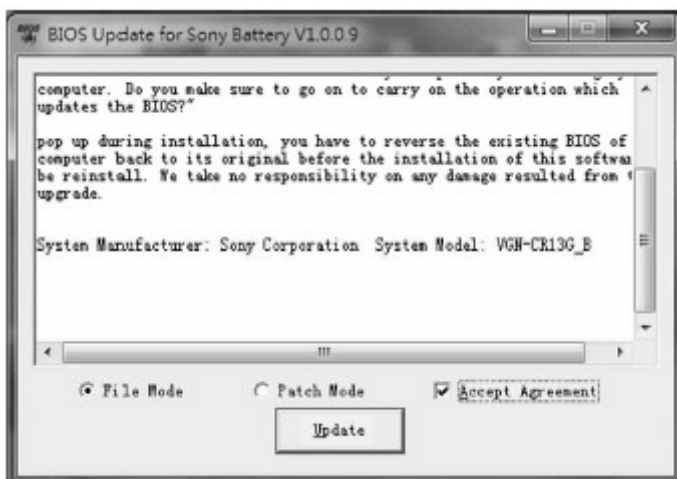 BIOS Update for Sony Battery V1.0.0.9
computer. Do you make sure to go on to carry on the operation which
updates the BIOS?"
pop up during installation, you have to reverse the existing BIOS of
computer back to its original before the installation of this softwar
be reinstall. We take no responsibility on any damage resulted from
upgrade.
System Manufacturer: Sony Corporation System Model: VGN-CR13G_B
File Mode Patch Mode Accept Agreement
Update